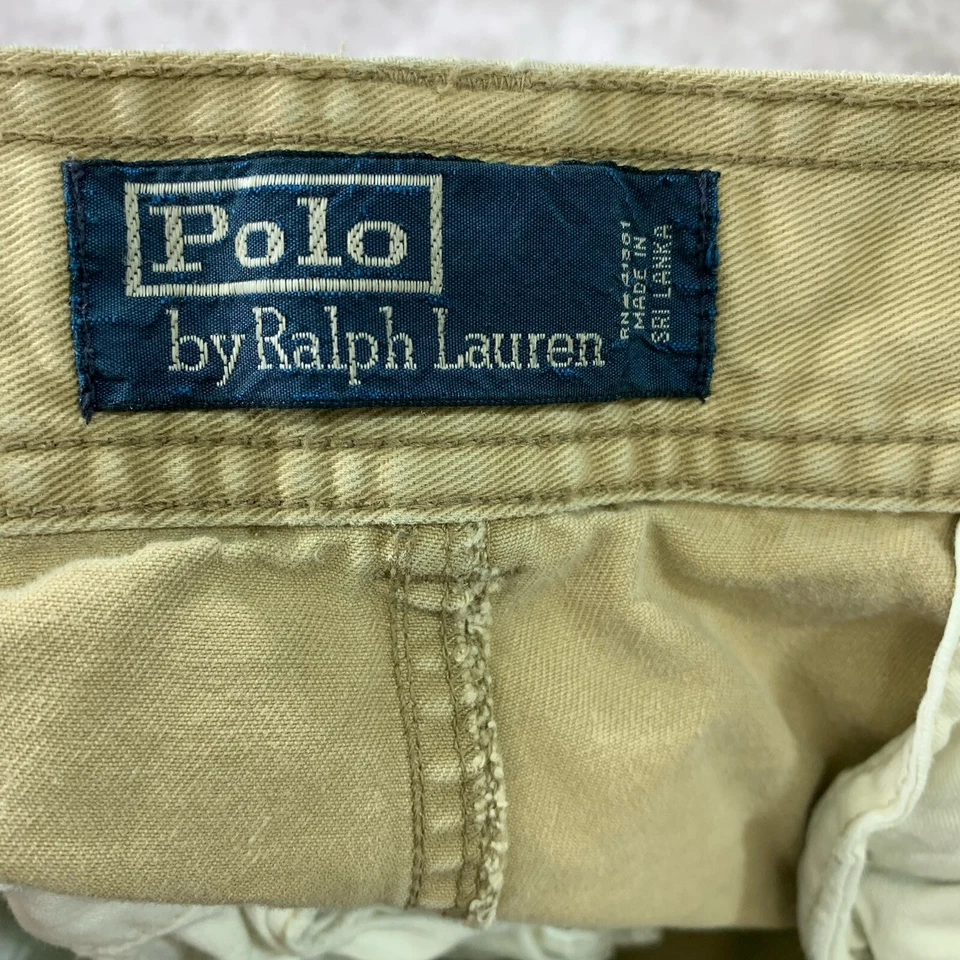 Polo
by Ralph Lauren
RN= 41381
MADE IN
SRI LANKA